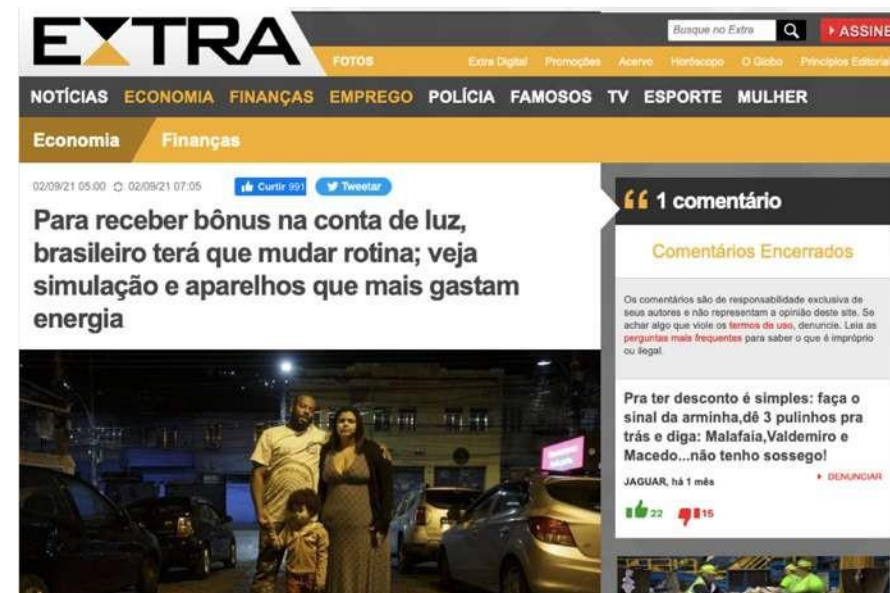 EXTRA
Busque no Extra
ASSINE
FOTOS
Extra Digital Promoções Acervo Horóscopo O Globo Princípios Editoriai
NOTÍCIAS ECONOMIA FINANÇAS EMPREGO POLÍCIA FAMOSOS TV ESPORTE MULHER
Economia Finanças
02/09/21 05:00 02/09/21 07:05 Curtir 991 Tweetar
Para receber bônus na conta de luz,
brasileiro terá que mudar rotina; veja
simulação e aparelhos que mais gastam
energia
1 comentário
Comentários Encerrados
Os comentários são de responsabilidade exclusiva de
seus autores e não representam a opinião deste site. Se
achar algo que viole os termos de uso, denuncie. Leia as
perguntas mais frequentes para saber o que é impróprio
ou ilegal.
Pra ter desconto é simples: faça o
sinal da arminha,dê 3 pulinhos pra
trás e diga: Malafaia,Valdemiro e
Macedo...não tenho sossego!
JAGUAR, há 1 mês
DENUNCIAR
22 15